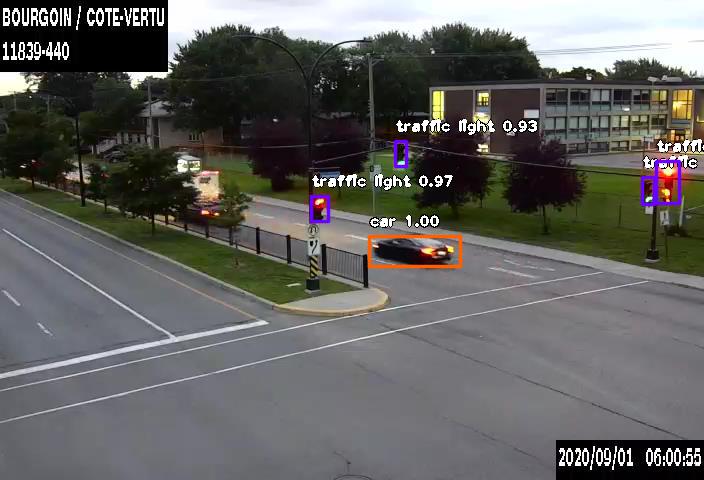 BOURGOIN / COTE-VERTU
11839-440
traffic light 0.93
traffic
traffic light 0.97
car 1.00
2020/09/01 06:00:55